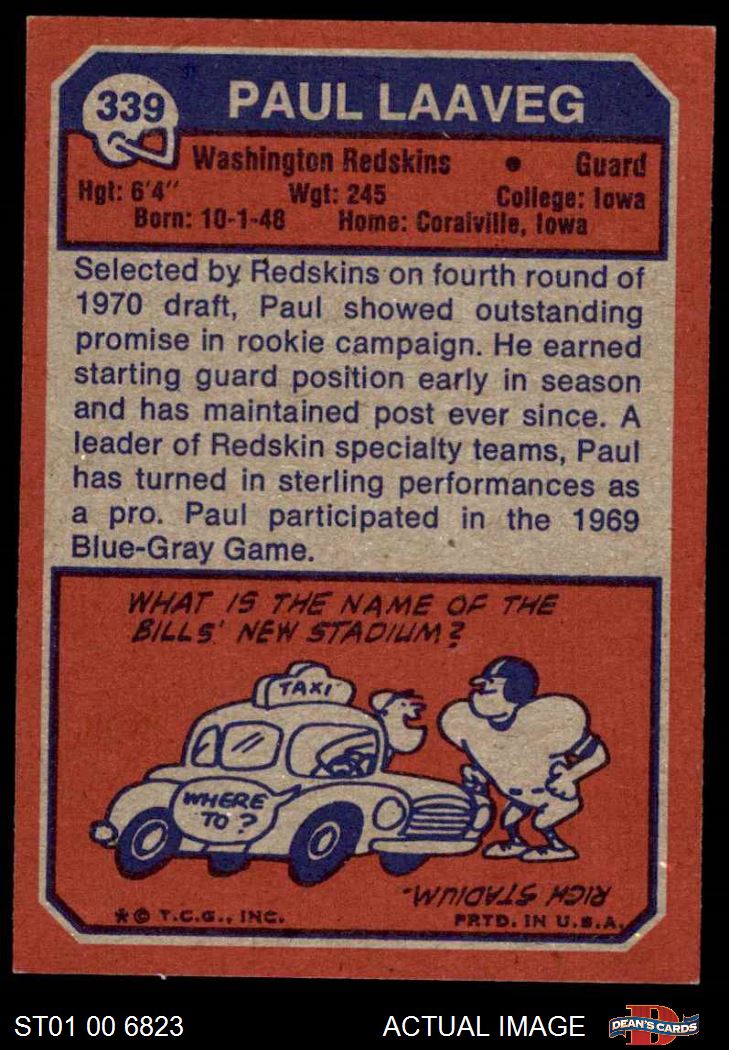 339
PAUL LAAVEG
Washington Redskins • Guard
Hgt: 6'4" Wgt: 245 College: Iowa
Born: 10-1-48 Home: Coralville, Iowa
Selected by Redskins on fourth round of
1970 draft, Paul showed outstanding
promise in rookie campaign. He earned
starting guard position early in season
and has maintained post ever since. A
leader of Redskin specialty teams, Paul
has turned in sterling performances as
a pro. Paul participated in the 1969
Blue-Gray Game.
WHAT IS THE NAME OF THE
BILLS' NEW STADIUM?
TAXI
WHERE
TO?
RICH STADIUM.
*© T.C.G., INC. PRTD. IN U.S.A.
ST01 00 6823 ACTUAL IMAGE DEAN'S CARDS